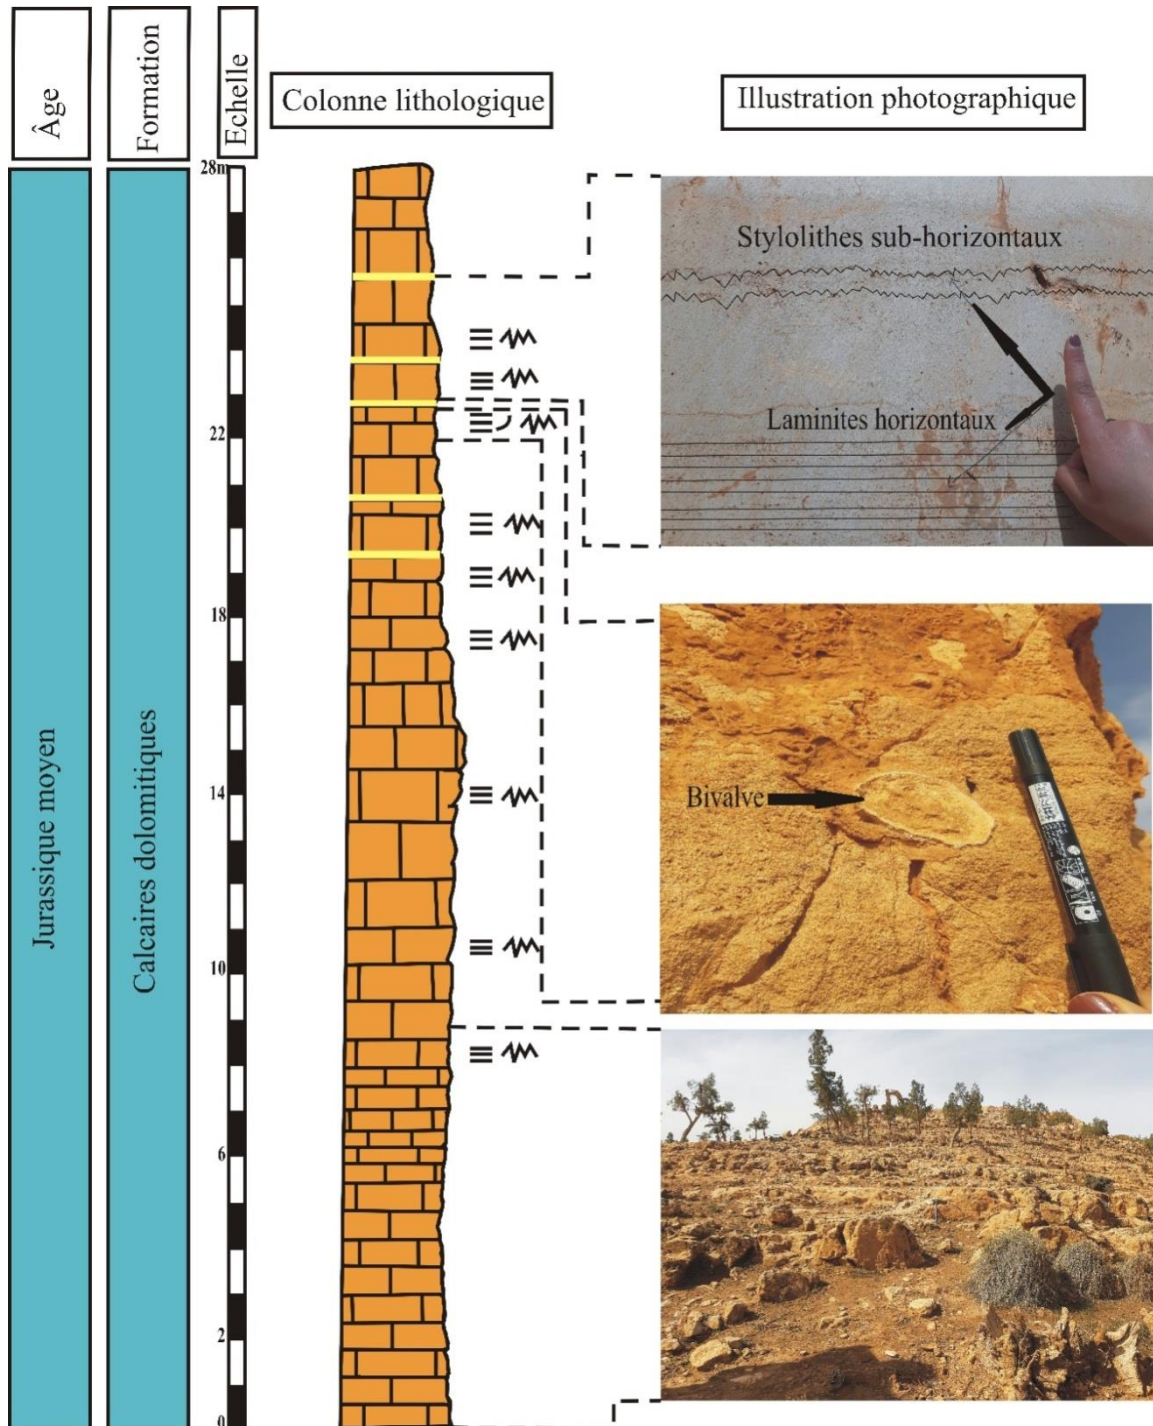 Âge
Formation
Echelle
Colonne lithologique
Illustration photographique
28m
22
18
14
10
6
2
0
Jurassique moyen
Calcaires dolomitiques
Stylolithes sub-horizontaux
Laminites horizontaux
Bivalve